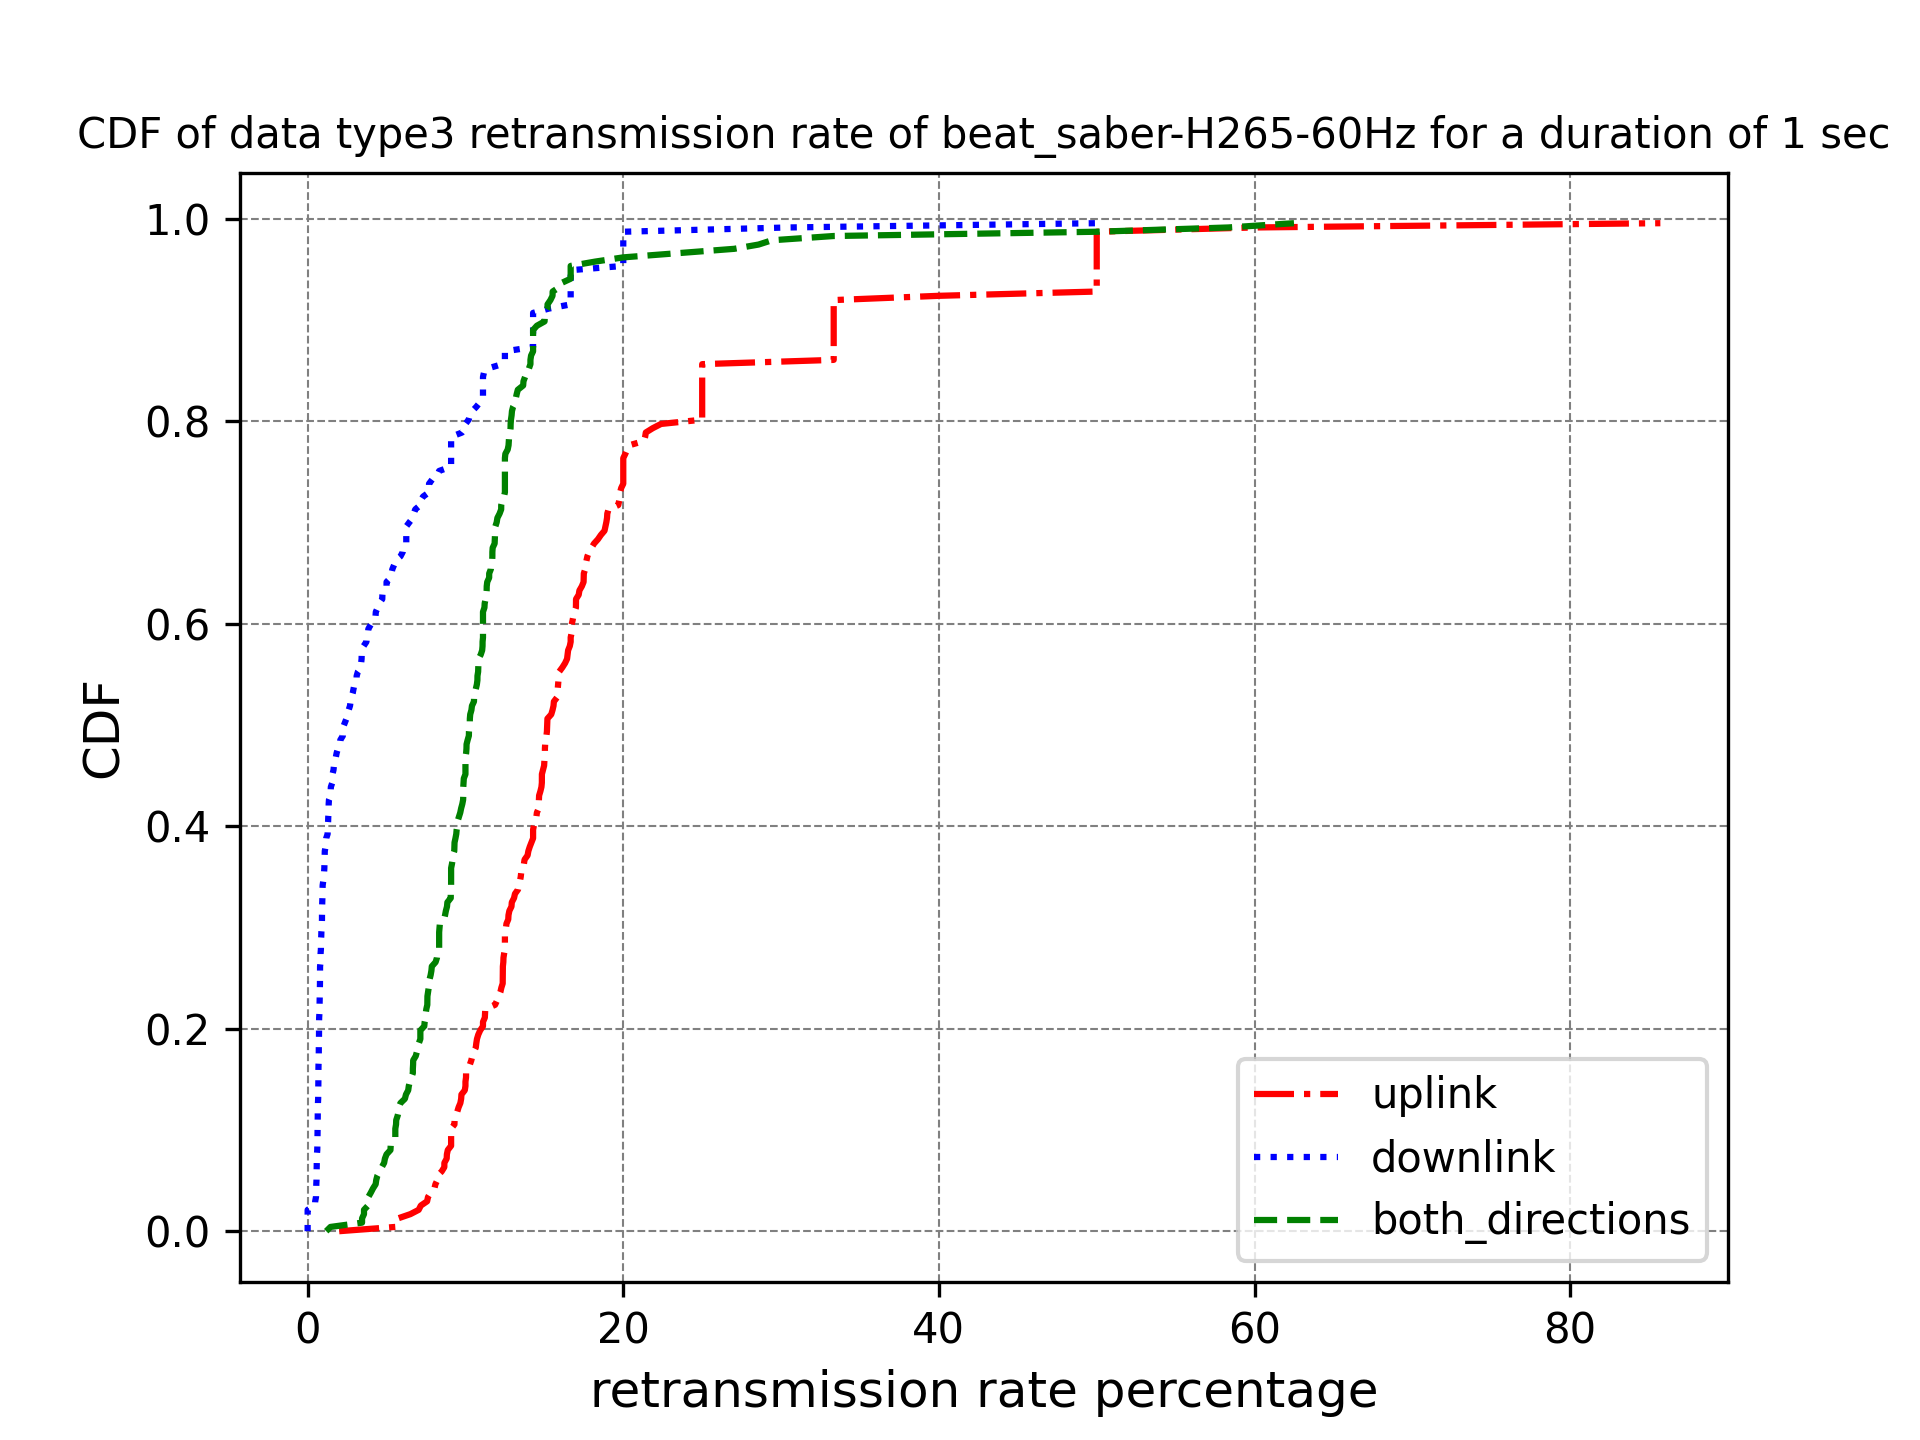 CDF of data type3 retransmission rate of beat_saber-H265-60Hz for a duration of 1 sec
1.0
0.8
0.6
0.4
0.2
0.0
CDF
uplink
downlink
both_directions
0 20 40 60 80
retransmission rate percentage